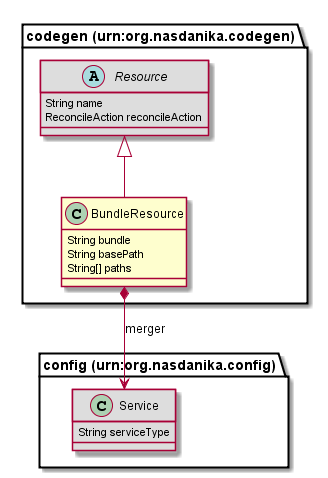 codegen (urn:org.nasdanika.codegen)
A Resource
String name
ReconcileAction reconcileAction
C BundleResource
String bundle
String basePath
String[] paths
merger
config (urn:org.nasdanika.config)
C Service
String serviceType